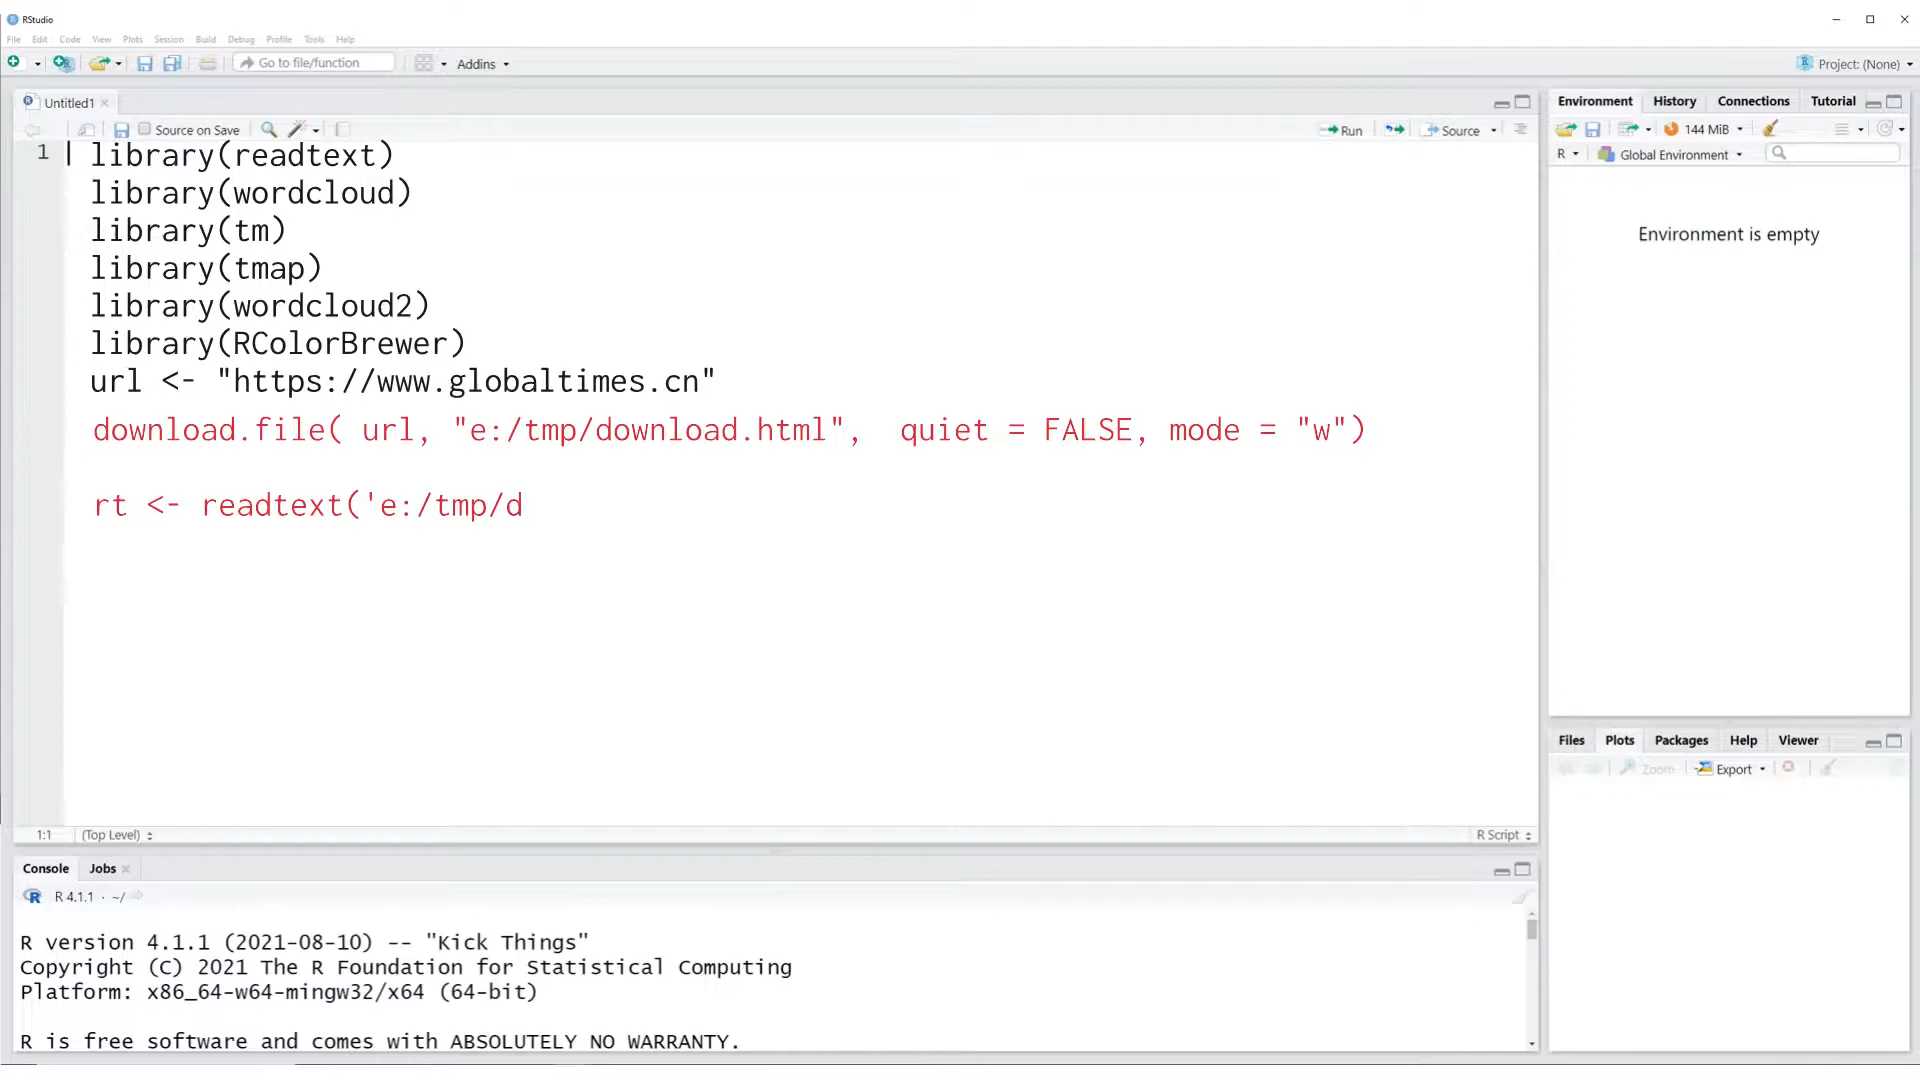 RStudio
File Edit Code View Plots Session Build Debug Profile Tools Help
Go to file/function Addins Project: (None)
Untitled1
Source on Save Run Source
1 library(readtext)
library(wordcloud)
library(tm)
library(tmap)
library(wordcloud2)
library(RColorBrewer)
url <- "https://www.globaltimes.cn"
download.file( url, "e:/tmp/download.html",  quiet = FALSE, mode = "w")
rt <- readtext('e:/tmp/d
1:1 (Top Level) R Script
Console Jobs
R 4.1.1 · ~/
R version 4.1.1 (2021-08-10) -- "Kick Things"
Copyright (C) 2021 The R Foundation for Statistical Computing
Platform: x86_64-w64-mingw32/x64 (64-bit)
R is free software and comes with ABSOLUTELY NO WARRANTY.
Environment History Connections Tutorial
144 MiB
R Global Environment
Environment is empty
Files Plots Packages Help Viewer
Zoom Export